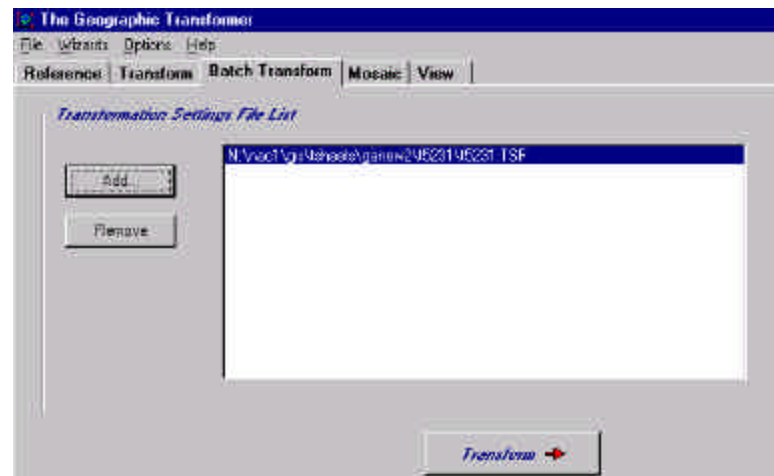 The Geographic Transformer
File Wizards Options Help
Reference Transform Batch Transform Mosaic View
Transformation Settings File List
Add...
Remove
Transform